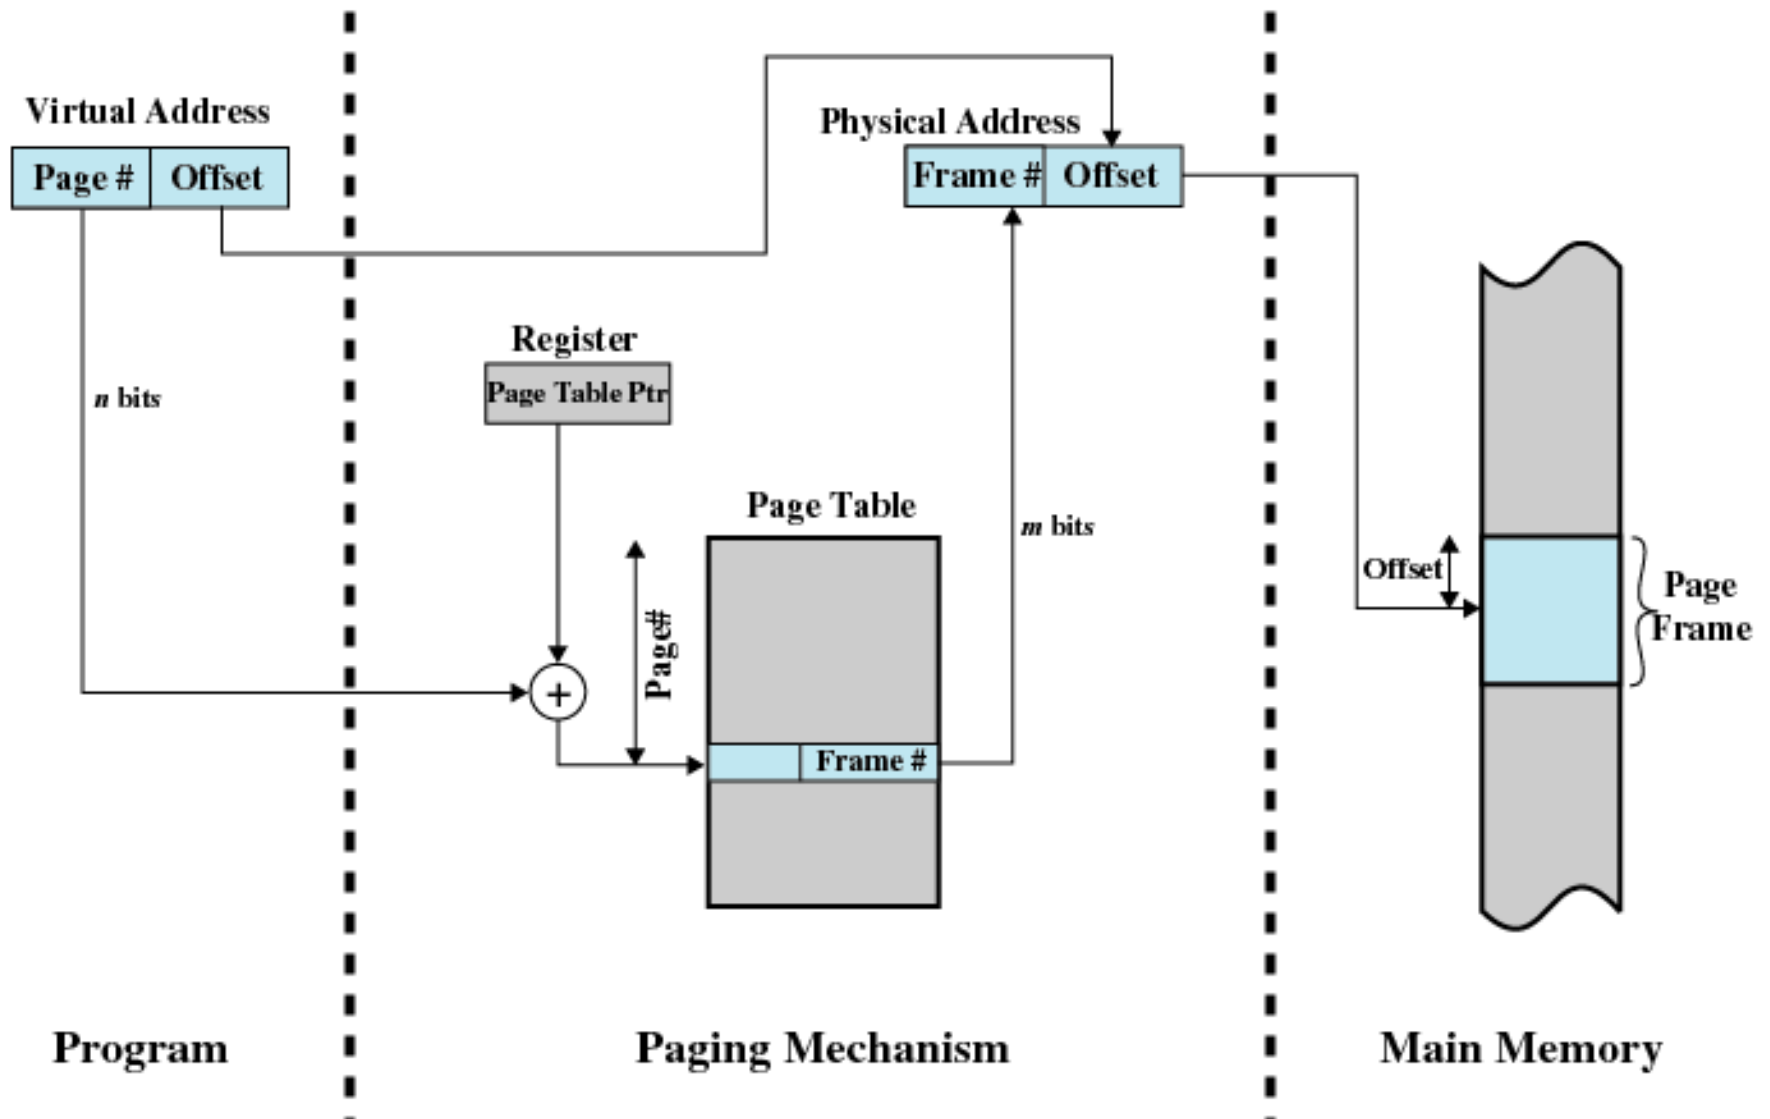 Virtual Address
Page # Offset
Physical Address
Frame # Offset
Register
Page Table Ptr
n bits
Page Table
m bits
Page#
Frame #
+
Offset
Page
Frame
Program
Paging Mechanism
Main Memory